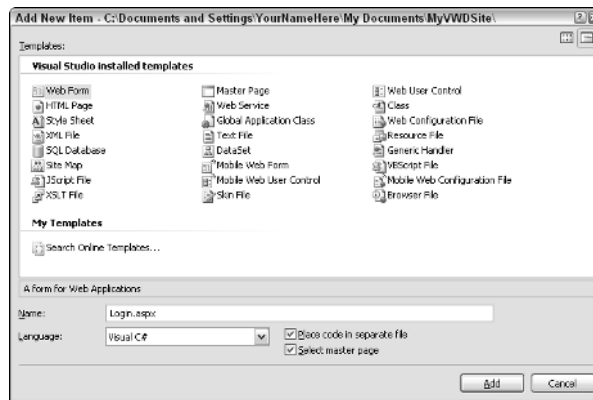 Add New Item - C:\Documents and Settings\YourNameHere\My Documents\MyVWDSite\
Templates:
Visual Studio installed templates
Web Form
Master Page
Web User Control
HTML Page
Web Service
Class
Style Sheet
Global Application Class
Web Configuration File
XML File
Text File
Resource File
SQL Database
DataSet
Generic Handler
Site Map
Mobile Web Form
VBScript File
JScript File
Mobile Web User Control
Mobile Web Configuration File
XSLT File
Skin File
Browser File
My Templates
Search Online Templates...
A form for Web Applications
Name:
Login.aspx
Language:
Visual C#
Place code in separate file
Select master page
Add
Cancel